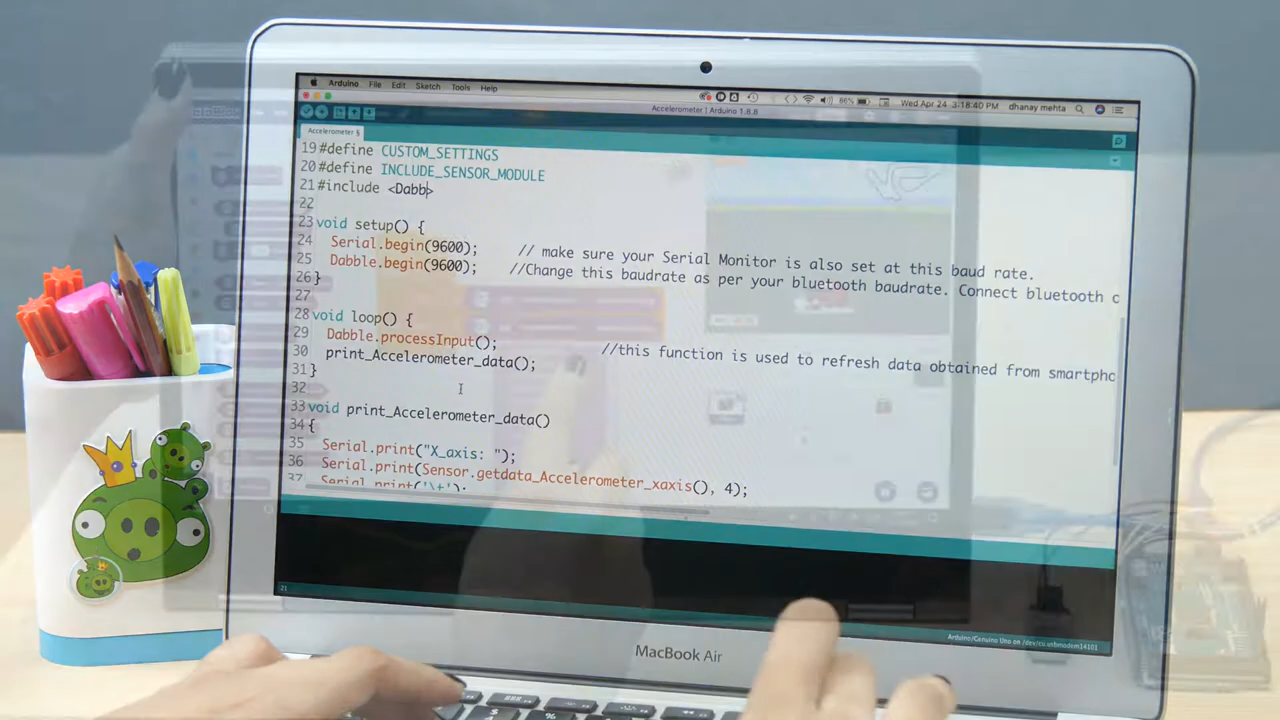 Arduino File Edit Sketch Tools Help
86% Wed Apr 24 3:18:40 PM dhanay mehta
Accelerometer | Arduino 1.8.8
Accelerometer §
19 #define CUSTOM_SETTINGS
20 #define INCLUDE_SENSOR_MODULE
21 #include <Dabb>
22
23 void setup() {
24 Serial.begin(9600); // make sure your Serial Monitor is also set at this baud rate.
25 Dabble.begin(9600); //Change this baudrate as per your bluetooth baudrate. Connect bluetooth
26 }
27
28 void loop() {
29 Dabble.processInput(); //this function is used to refresh data obtained from smartpho
30 print_Accelerometer_data();
31 }
32
33 void print_Accelerometer_data()
34 {
35 Serial.print("X_axis: ");
36 Serial.print(Sensor.getdata_Accelerometer_xaxis(), 4);
37 Serial.print('\t');
21
Arduino/Genuino Uno on /dev/cu.usbmodem14101
MacBook Air